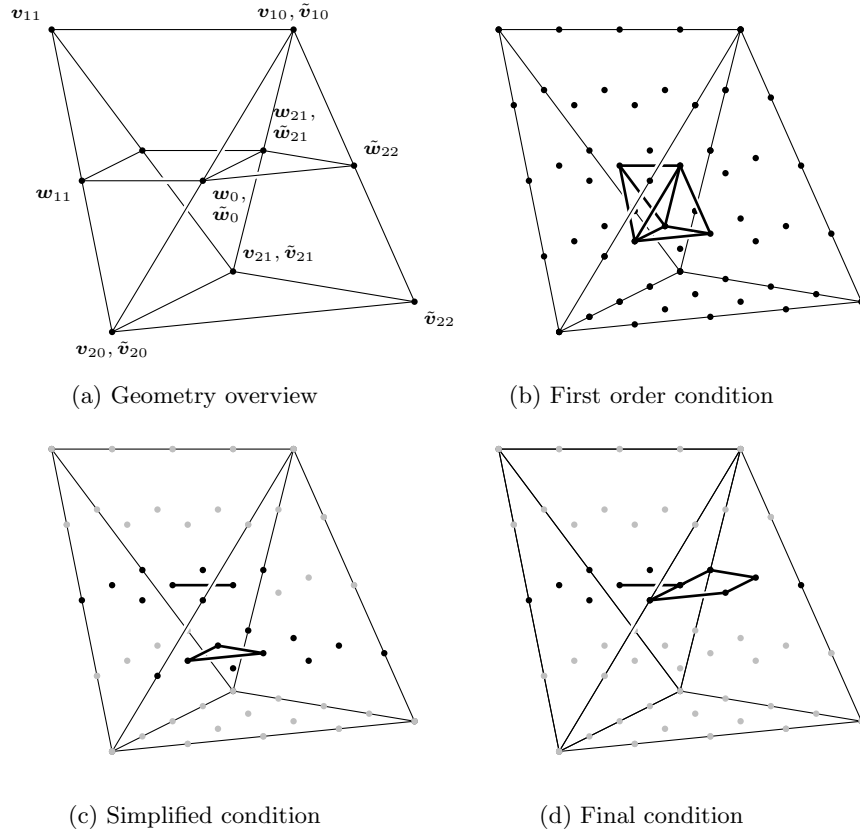 v₁₁
v₁₀, ṽ₁₀
w₂₁,
w̃₂₁
w̃₂₂
w₁₁
w₀,
w̃₀
v₂₁, ṽ₂₁
ṽ₂₂
v₂₀, ṽ₂₀
(a) Geometry overview
(b) First order condition
(c) Simplified condition
(d) Final condition